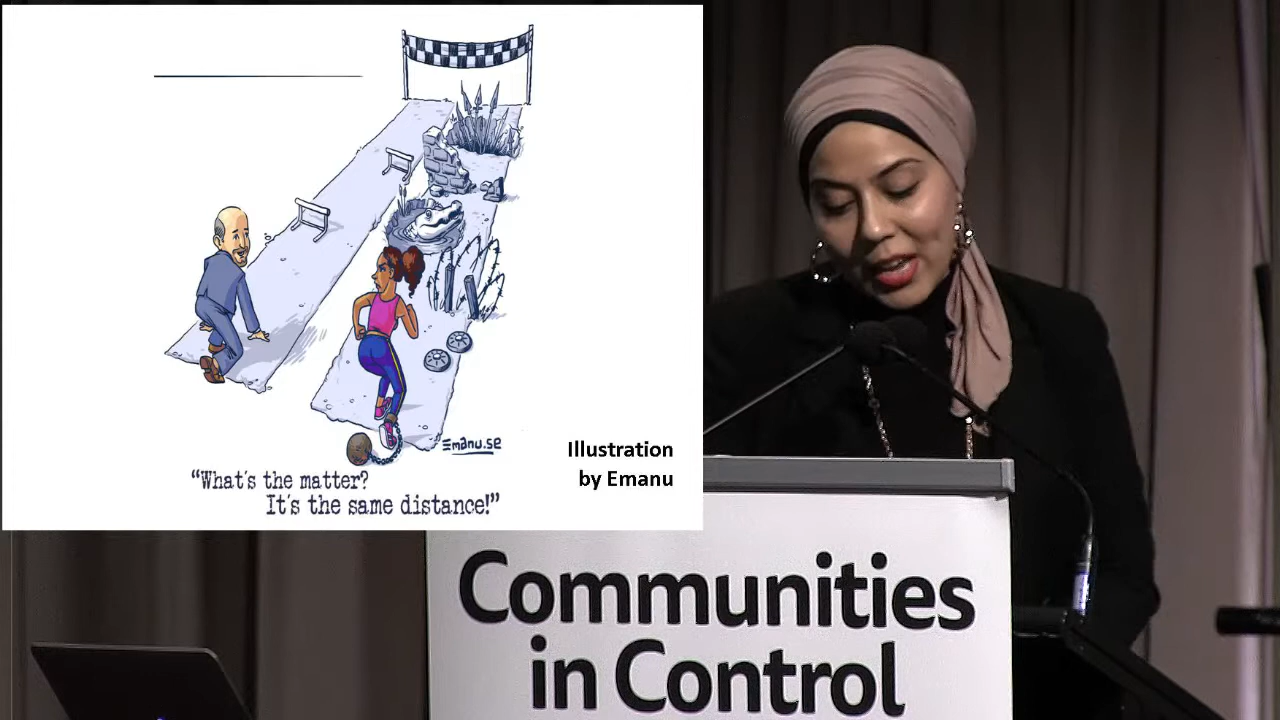 Emanu.se
Illustration
by Emanu
“What's the matter?
It's the same distance!”
Communities
in Control